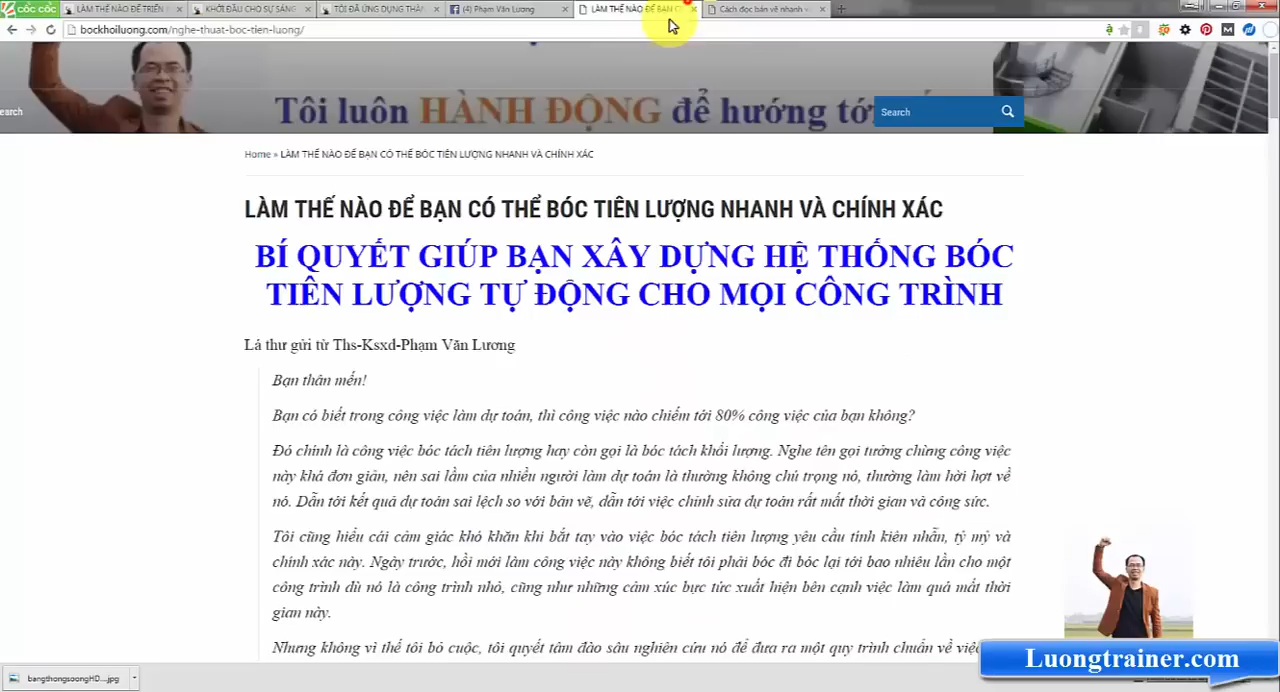 cốc cốc
LÀM THẾ NÀO ĐỂ TRIỂN
KHỞI ĐẦU CHO SỰ SÁNG
TÔI ĐÃ ỨNG DỤNG THÀN
(4) Phạm Văn Lương
LÀM THẾ NÀO ĐỂ BẠN C
Cách đọc bản vẽ nhanh v
bockhoiluong.com/nghe-thuat-boc-tien-luong/
earch
Tôi luôn HÀNH ĐỘNG để hướng tớ
Search
Home » LÀM THẾ NÀO ĐỂ BẠN CÓ THỂ BÓC TIÊN LƯỢNG NHANH VÀ CHÍNH XÁC
LÀM THẾ NÀO ĐỂ BẠN CÓ THỂ BÓC TIÊN LƯỢNG NHANH VÀ CHÍNH XÁC
BÍ QUYẾT GIÚP BẠN XÂY DỰNG HỆ THỐNG BÓC
TIÊN LƯỢNG TỰ ĐỘNG CHO MỌI CÔNG TRÌNH
Lá thư gửi từ Ths-Ksxd-Phạm Văn Lương
Bạn thân mến!
Bạn có biết trong công việc làm dự toán, thì công việc nào chiếm tới 80% công việc của bạn không?
Đó chính là công việc bóc tách tiên lượng hay còn gọi là bóc tách khối lượng. Nghe tên gọi tưởng chừng công việc
này khá đơn giản, nên sai lầm của nhiều người làm dự toán là thường không chú trọng nó, thường làm hời hợt về
nó. Dẫn tới kết quả dự toán sai lệch so với bản vẽ, dẫn tới việc chỉnh sửa dự toán rất mất thời gian và công sức.
Tôi cũng hiểu cái cảm giác khó khăn khi bắt tay vào việc bóc tách tiên lượng yêu cầu tính kiên nhẫn, tỷ mỷ và
chính xác này. Ngày trước, hồi mới làm công việc này không biết tôi phải bóc đi bóc lại tới bao nhiêu lần cho một
công trình dù nó là công trình nhỏ, cũng như những cảm xúc bực tức xuất hiện bên cạnh việc làm quá mất thời
gian này.
Nhưng không vì thế tôi bỏ cuộc, tôi quyết tâm đào sâu nghiên cứu nó để đưa ra một quy trình chuẩn về việ
Luongtrainer.com
bangthongsoongHD....jpg